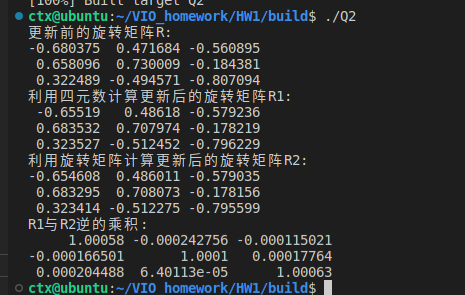 [100%] Built target Q2
ctx@ubuntu:~/VIO_homework/HW1/build$ ./Q2
更新前的旋转矩阵R:
-0.680375 0.471684 -0.560895
0.658096 0.730009 -0.184381
0.322489 -0.494571 -0.807094
利用四元数计算更新后的旋转矩阵R1:
-0.65519 0.48618 -0.579236
0.683532 0.707974 -0.178219
0.323527 -0.512452 -0.796229
利用旋转矩阵计算更新后的旋转矩阵R2:
-0.654608 0.486011 -0.579035
0.683295 0.708073 -0.178156
0.323414 -0.512275 -0.795599
R1与R2逆的乘积:
1.00058 -0.000242756 -0.000115021
-0.000166501 1.0001 0.00017764
0.000204488 6.40113e-05 1.00063
ctx@ubuntu:~/VIO_homework/HW1/build$